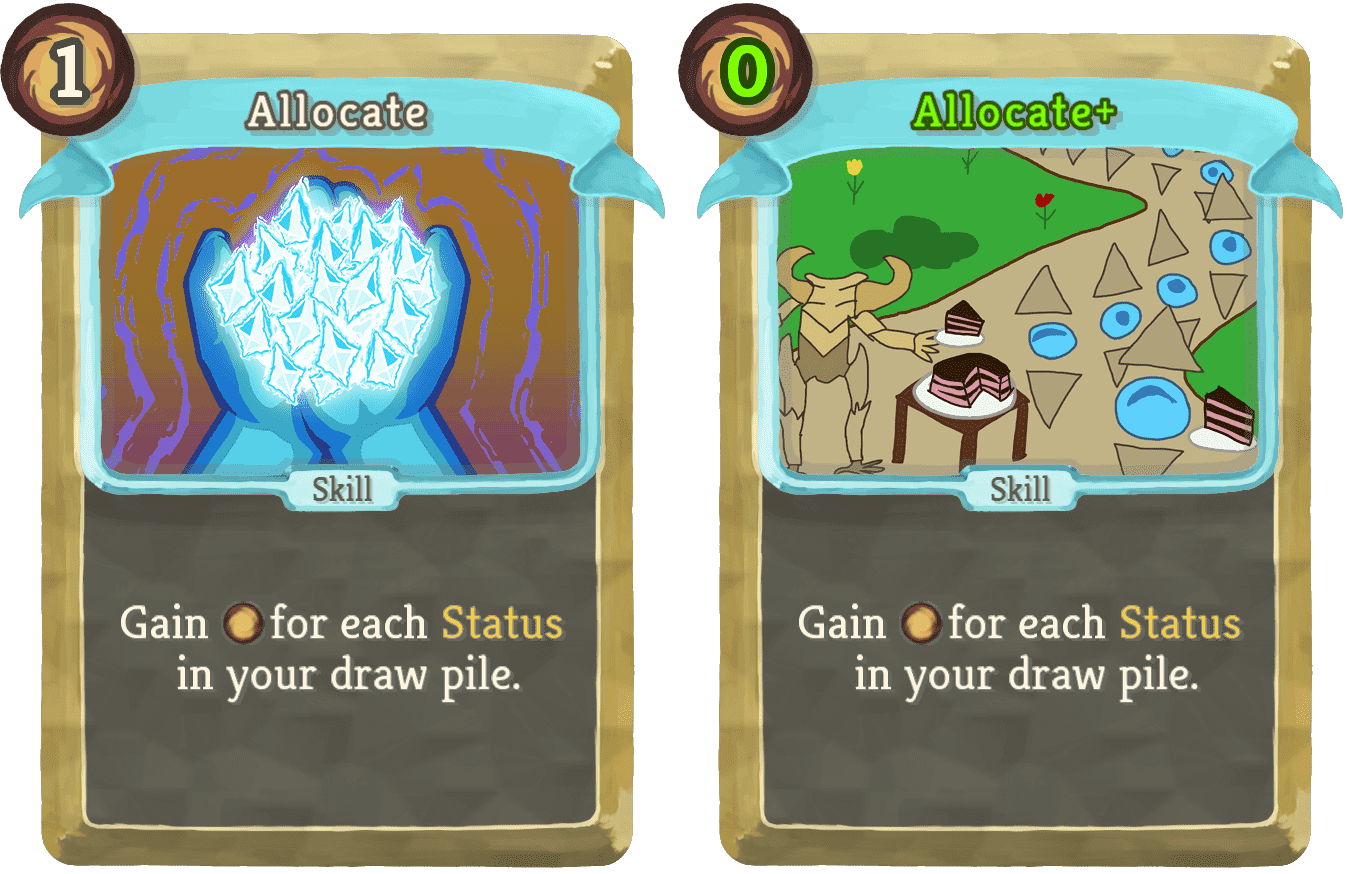 1
Allocate
Skill
Gain for each Status
in your draw pile.
0
Allocate+
Skill
Gain for each Status
in your draw pile.